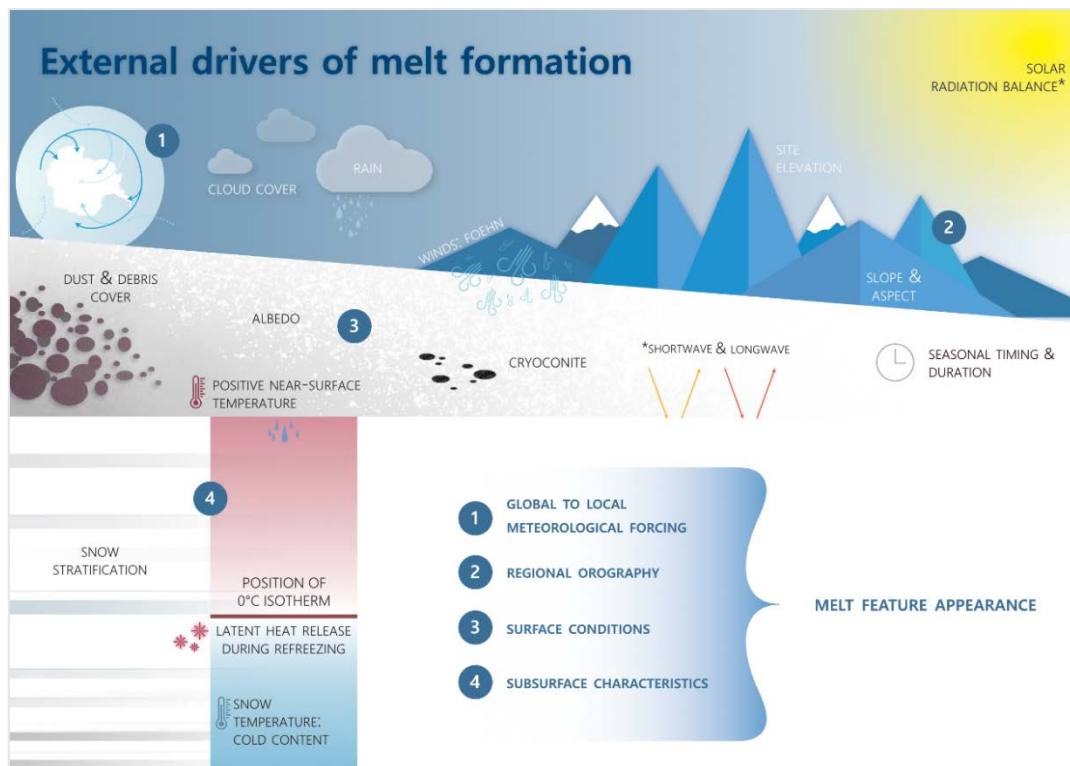 External drivers of melt formation
SOLAR
RADIATION BALANCE*
1
CLOUD COVER
RAIN
SITE
ELEVATION
WINDS: FOEHN
2
SLOPE &
ASPECT
DUST & DEBRIS
COVER
ALBEDO
3
CRYOCONITE
*SHORTWAVE & LONGWAVE
SEASONAL TIMING &
DURATION
POSITIVE NEAR-SURFACE
TEMPERATURE
4
SNOW
STRATIFICATION
POSITION OF
0°C ISOTHERM
LATENT HEAT RELEASE
DURING REFREEZING
SNOW
TEMPERATURE:
COLD CONTENT
1
GLOBAL TO LOCAL
METEOROLOGICAL FORCING
2
REGIONAL OROGRAPHY
3
SURFACE CONDITIONS
4
SUBSURFACE CHARACTERISTICS
MELT FEATURE APPEARANCE